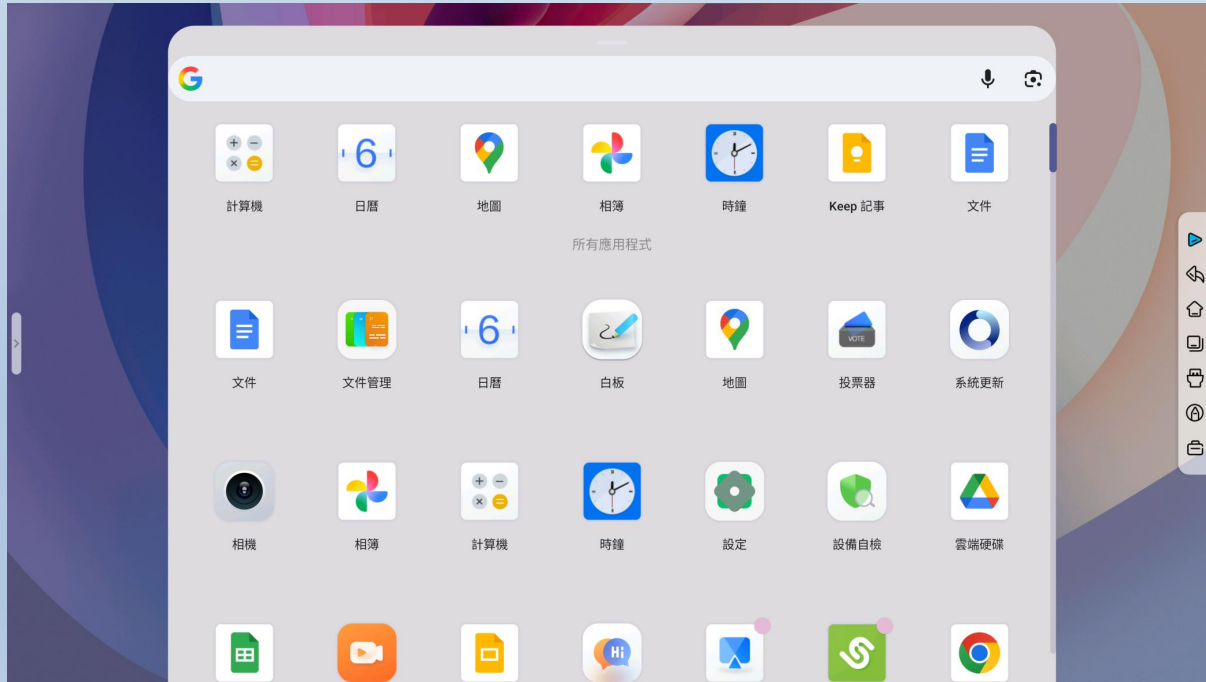 計算機 日曆 地圖 相簿 時鐘 Keep 記事 文件
所有應用程式
文件 文件管理 6 日曆 白板 地圖 VOTE 投票器 系統更新
相機 相簿 計算機 時鐘 設定 設備自檢 雲端硬碟
Hi